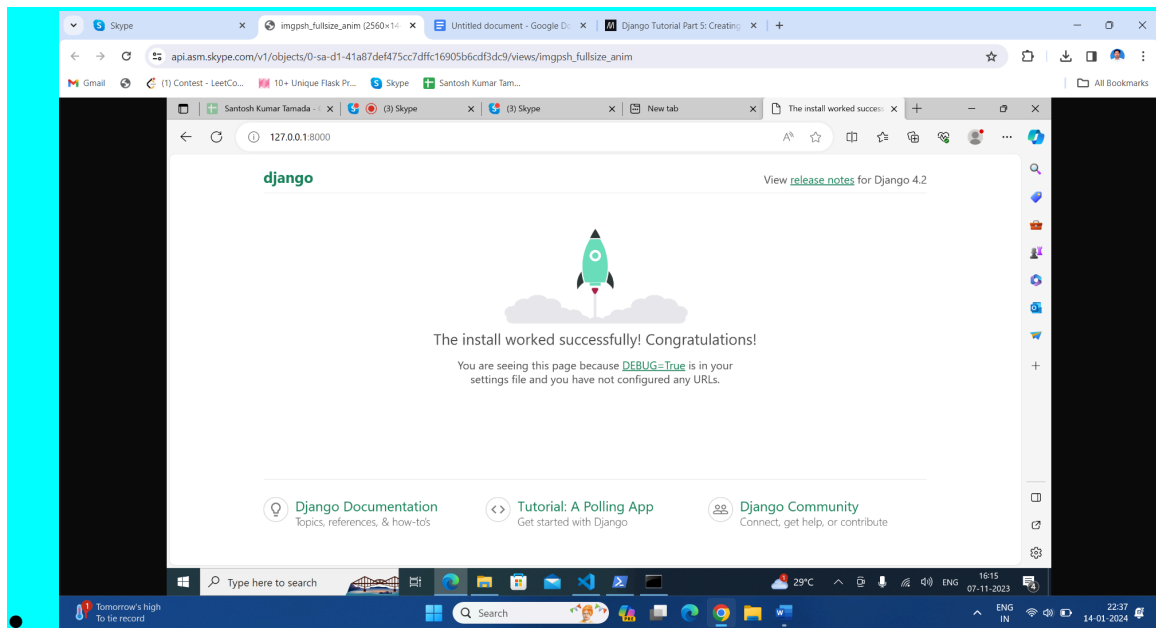 Skype
imgpsh_fullsize_anim (2560×14
Untitled document - Google Do
Django Tutorial Part 5: Creating
api.asm.skype.com/v1/objects/0-sa-d1-41a87def475cc7dffc16905b6cdf3dc9/views/imgpsh_fullsize_anim
Gmail
(1) Contest - LeetCo...
10+ Unique Flask Pr...
Skype
Santosh Kumar Tam...
All Bookmarks
Santosh Kumar Tamada -
(3) Skype
(3) Skype
New tab
The install worked success
127.0.0.1:8000
django
View release notes for Django 4.2
The install worked successfully! Congratulations!
You are seeing this page because DEBUG=True is in your
settings file and you have not configured any URLs.
Django Documentation
Topics, references, & how-to's
Tutorial: A Polling App
Get started with Django
Django Community
Connect, get help, or contribute
Type here to search
29°C
ENG
16:15
07-11-2023
Tomorrow's high
To tie record
Search
ENG
IN
22:37
14-01-2024